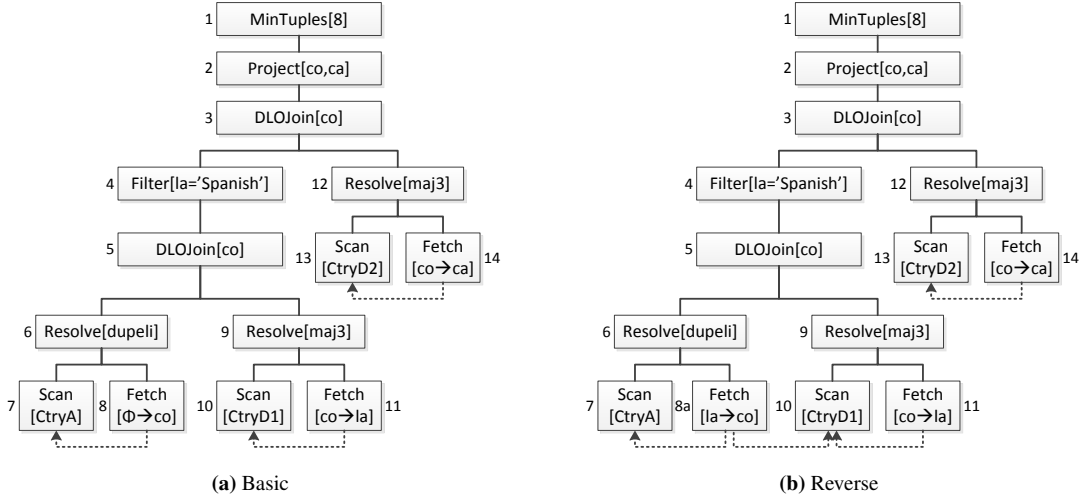 1 MinTuples[8]
2 Project[co,ca]
3 DLOJoin[co]
4 Filter[la='Spanish']
12 Resolve[maj3]
5 DLOJoin[co]
13 Scan
[CtryD2]
Fetch
[co→ca] 14
6 Resolve[dupeli]
9 Resolve[maj3]
7 Scan
[CtryA]
8 Fetch
[Φ→co]
10 Scan
[CtryD1]
Fetch
[co→la] 11
(a) Basic
1 MinTuples[8]
2 Project[co,ca]
3 DLOJoin[co]
4 Filter[la='Spanish']
12 Resolve[maj3]
5 DLOJoin[co]
13 Scan
[CtryD2]
Fetch
[co→ca] 14
6 Resolve[dupeli]
9 Resolve[maj3]
7 Scan
[CtryA]
8a Fetch
[la→co]
10 Scan
[CtryD1]
Fetch
[co→la] 11
(b) Reverse